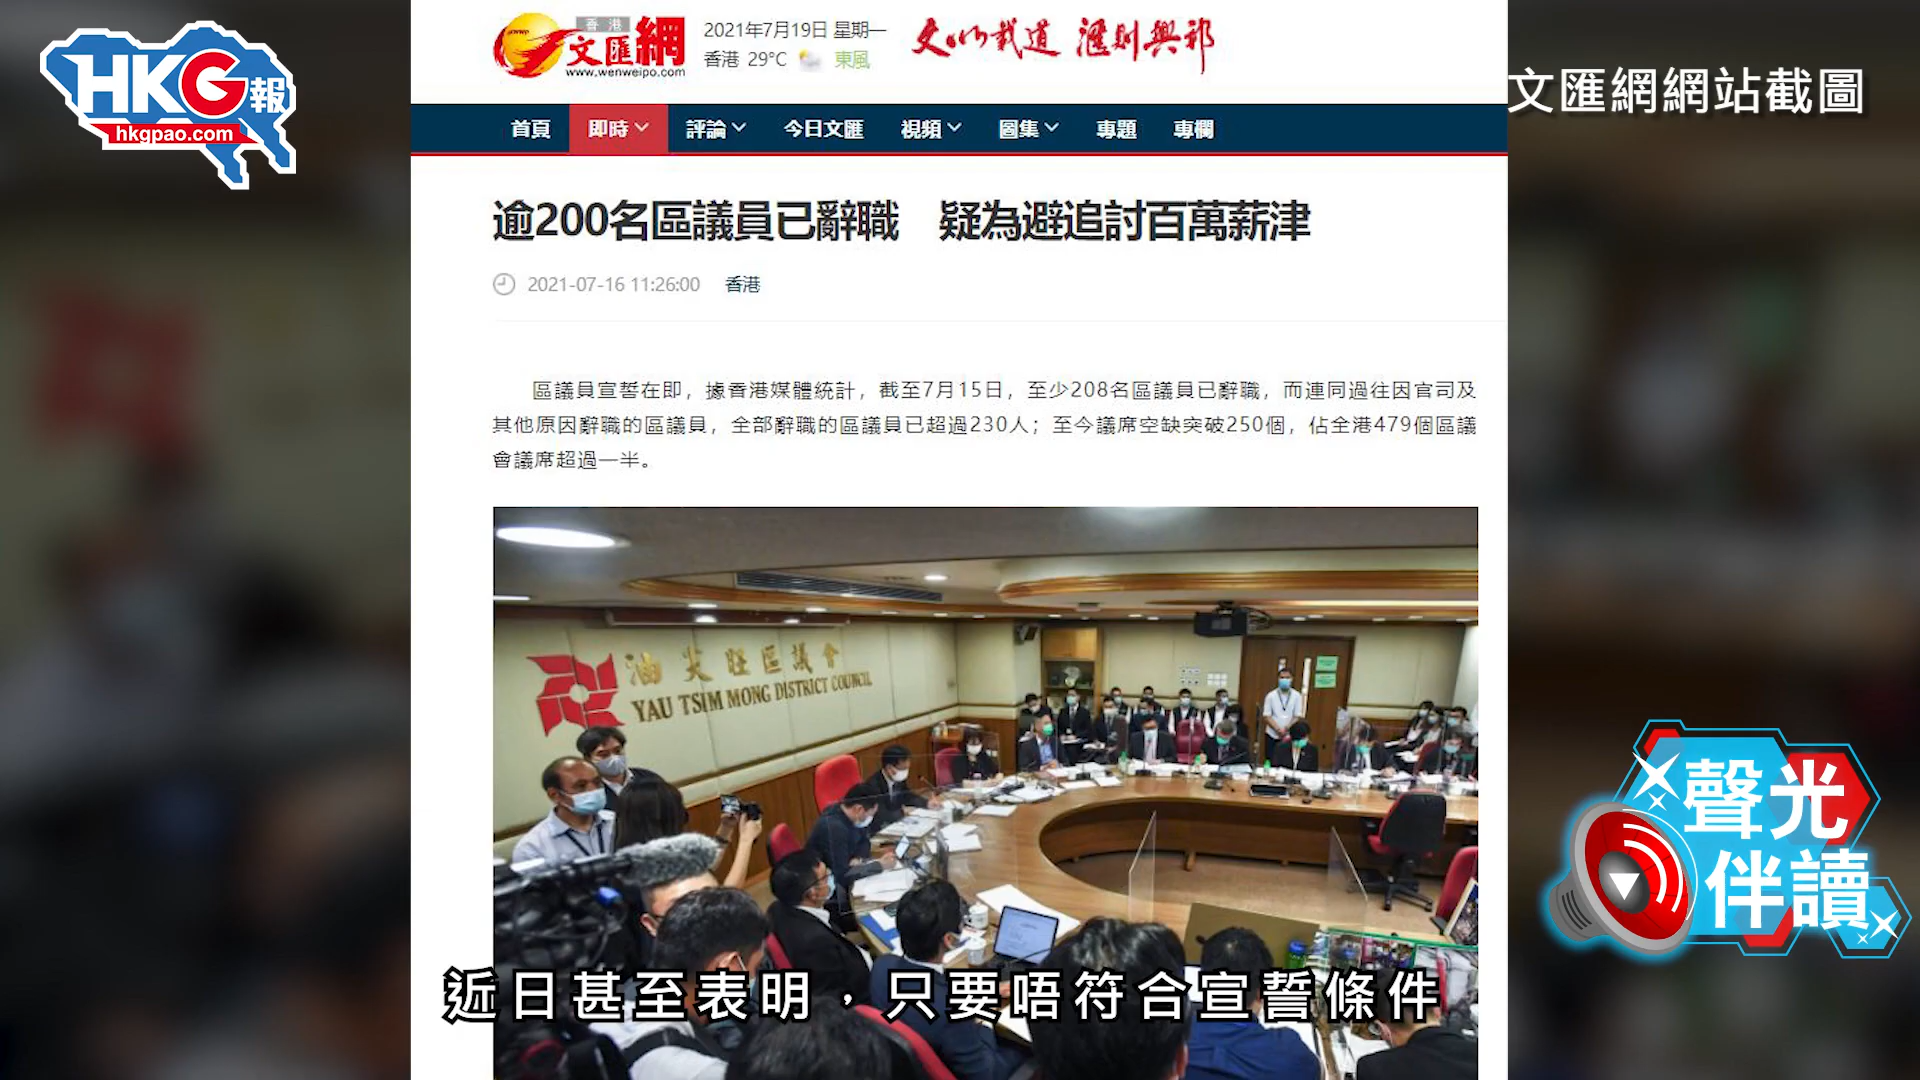 HKG報
hkgpao.com
香港
文匯網
www.wenweipo.com
2021年7月19日 星期一
香港 29°C 東風
文以載道 匯則興邦
文匯網網站截圖
首頁 即時 評論 今日文匯 視頻 圖集 專題 專欄
逾200名區議員已辭職 疑為避追討百萬薪津
2021-07-16 11:26:00 香港
區議員宣誓在即，據香港媒體統計，截至7月15日，至少208名區議員已辭職，而連同過往因官司及
其他原因辭職的區議員，全部辭職的區議員已超過230人；至今議席空缺突破250個，佔全港479個區議
會議席超過一半。
油尖旺區議會
YAU TSIM MONG DISTRICT COUNCIL
聲光
伴讀
近日甚至表明，只要唔符合宣誓條件